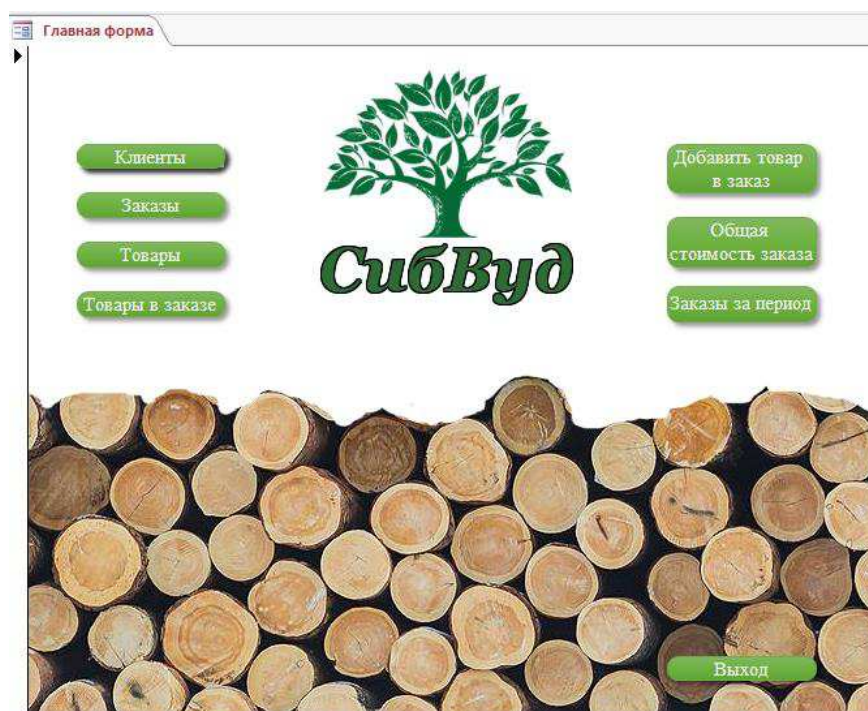 Главная форма
СибВуд
Клиенты
Заказы
Товары
Товары в заказе
Добавить товар
в заказ
Общая
стоимость заказа
Заказы за период
Выход